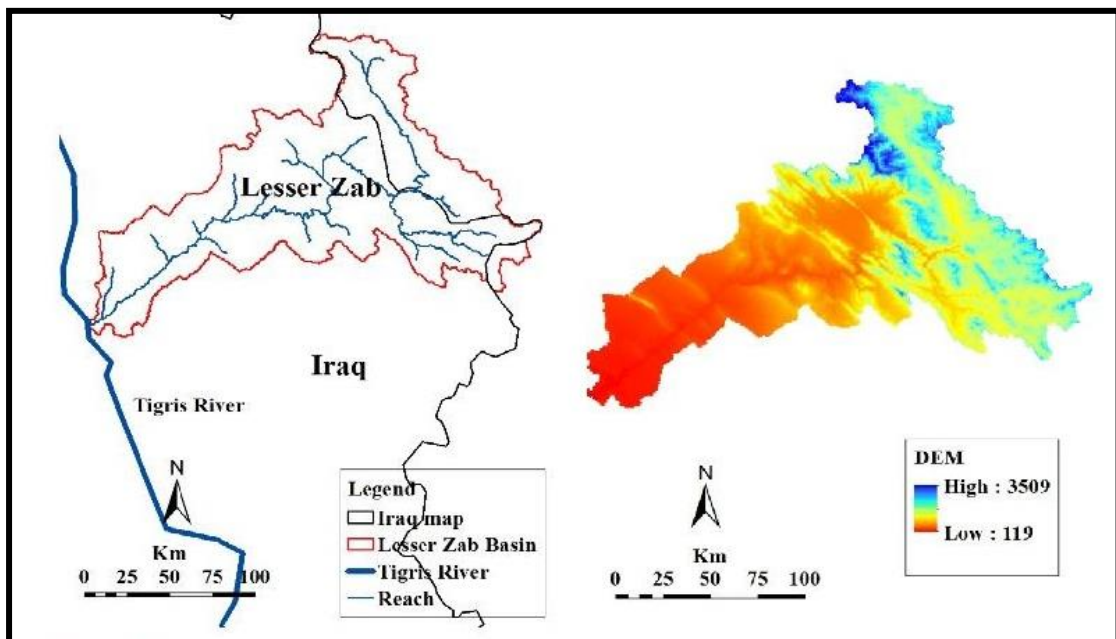 Lesser Zab
Iraq
Tigris River
N
Km
0 25 50 75 100
Legend
Iraq map
Lesser Zab Basin
Tigris River
Reach
DEM
High : 3509
Low : 119
N
Km
0 25 50 75 100